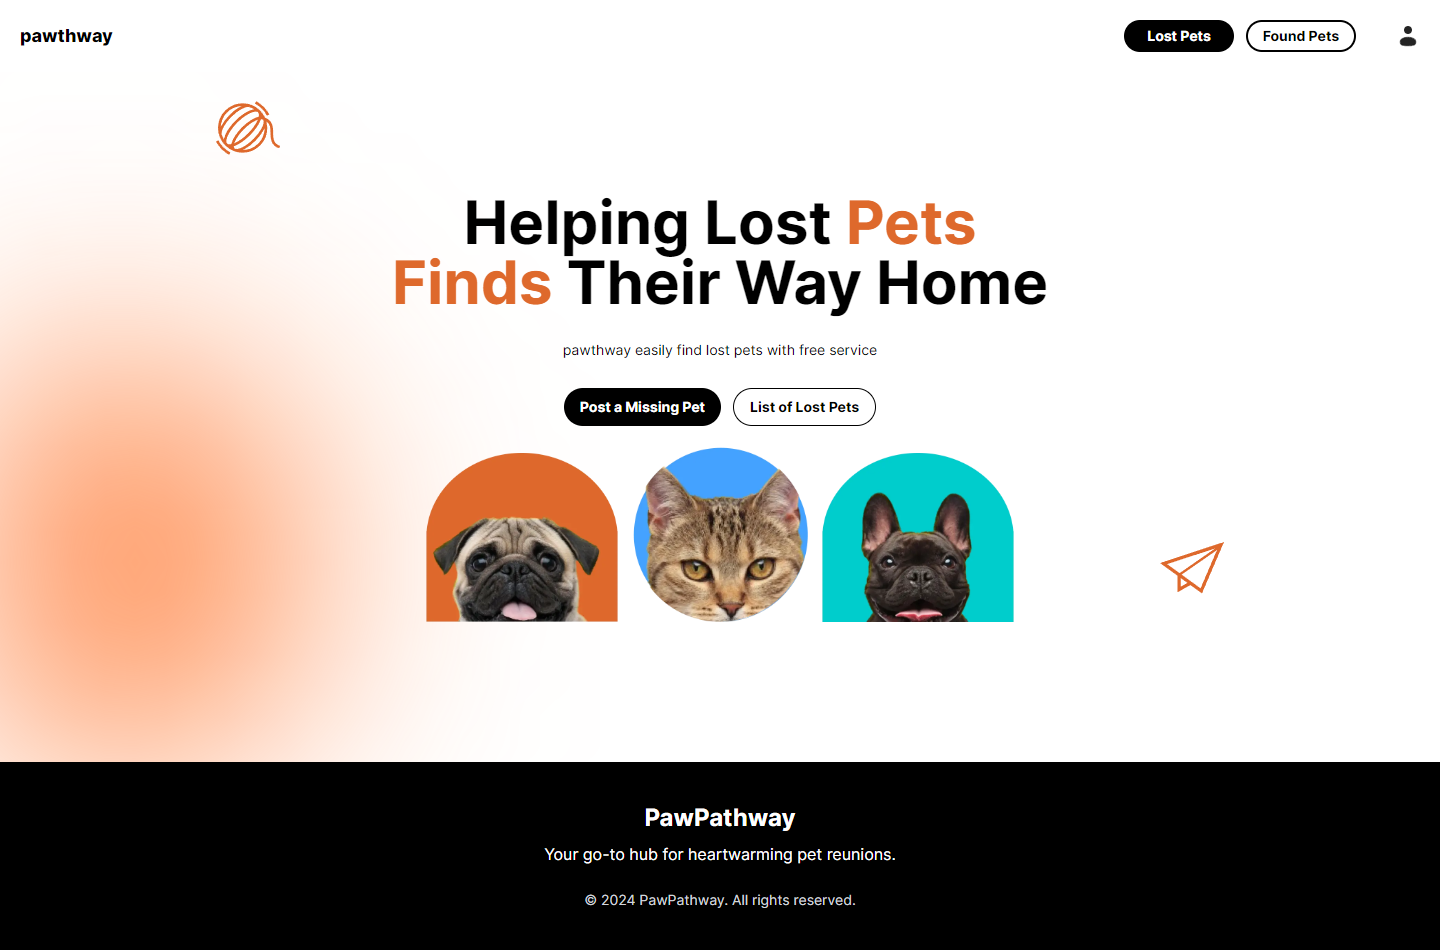 pawthway
Lost Pets
Found Pets
Helping Lost Pets
Finds Their Way Home
pawthway easily find lost pets with free service
Post a Missing Pet
List of Lost Pets
PawPathway
Your go-to hub for heartwarming pet reunions.
© 2024 PawPathway. All rights reserved.